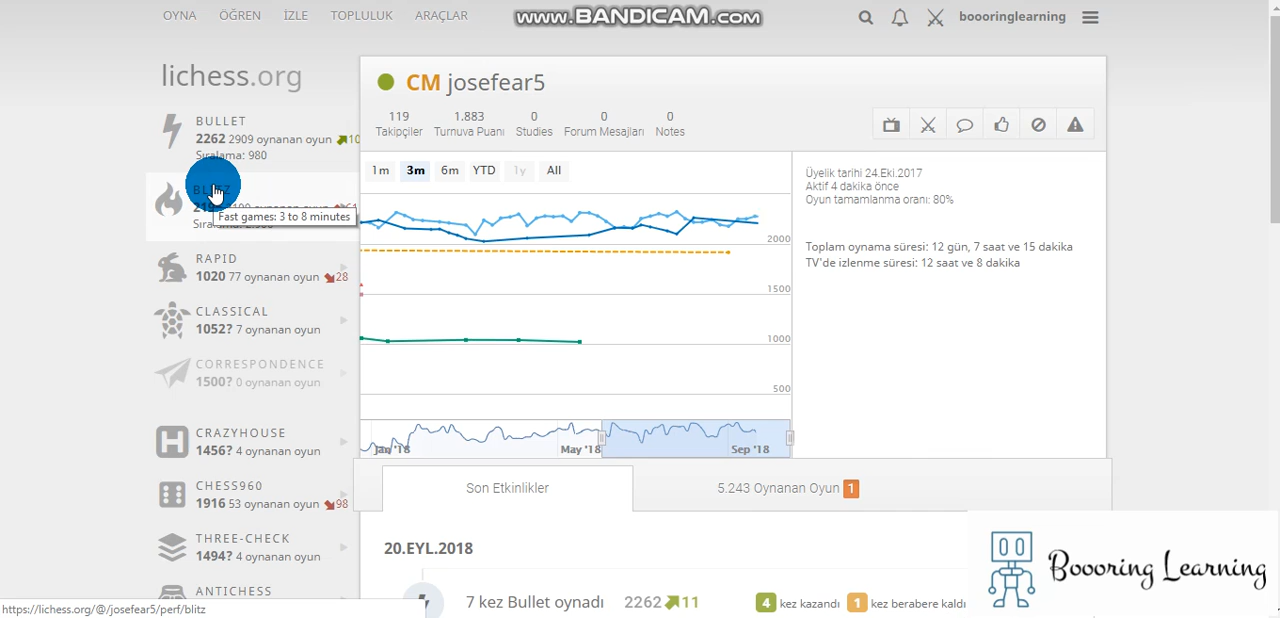 OYNA ÖĞREN İZLE TOPLULUK ARAÇLAR
www.BANDICAM.com
boooringlearning
lichess.org
BULLET
2262 2909 oynanan oyun 10
Sıralama: 980
Fast games: 3 to 8 minutes
RAPID
1020 77 oynanan oyun 28
CLASSICAL
1052? 7 oynanan oyun
CORRESPONDENCE
1500? 0 oynanan oyun
CRAZYHOUSE
1456? 4 oynanan oyun
CHESS960
1916 53 oynanan oyun 98
THREE-CHECK
1494? 4 oynanan oyun
ANTICHESS
https://lichess.org/@/josefear5/perf/blitz
CM josefear5
119 1.883 0 0 0
Takipçiler Turnuva Puanı Studies Forum Mesajları Notes
1m 3m 6m YTD 1y All
2000
1500
1000
500
Jan '18 May '18 Sep '18
Üyelik tarihi 24.Eki.2017
Aktif 4 dakika önce
Oyun tamamlanma oranı: 80%
Toplam oynama süresi: 12 gün, 7 saat ve 15 dakika
TV'de izlenme süresi: 12 saat ve 8 dakika
Son Etkinlikler
5.243 Oynanan Oyun 1
20.EYL.2018
7 kez Bullet oynadı 2262 11 4 kez kazandı 1 kez berabere kaldı
Boooring Learning